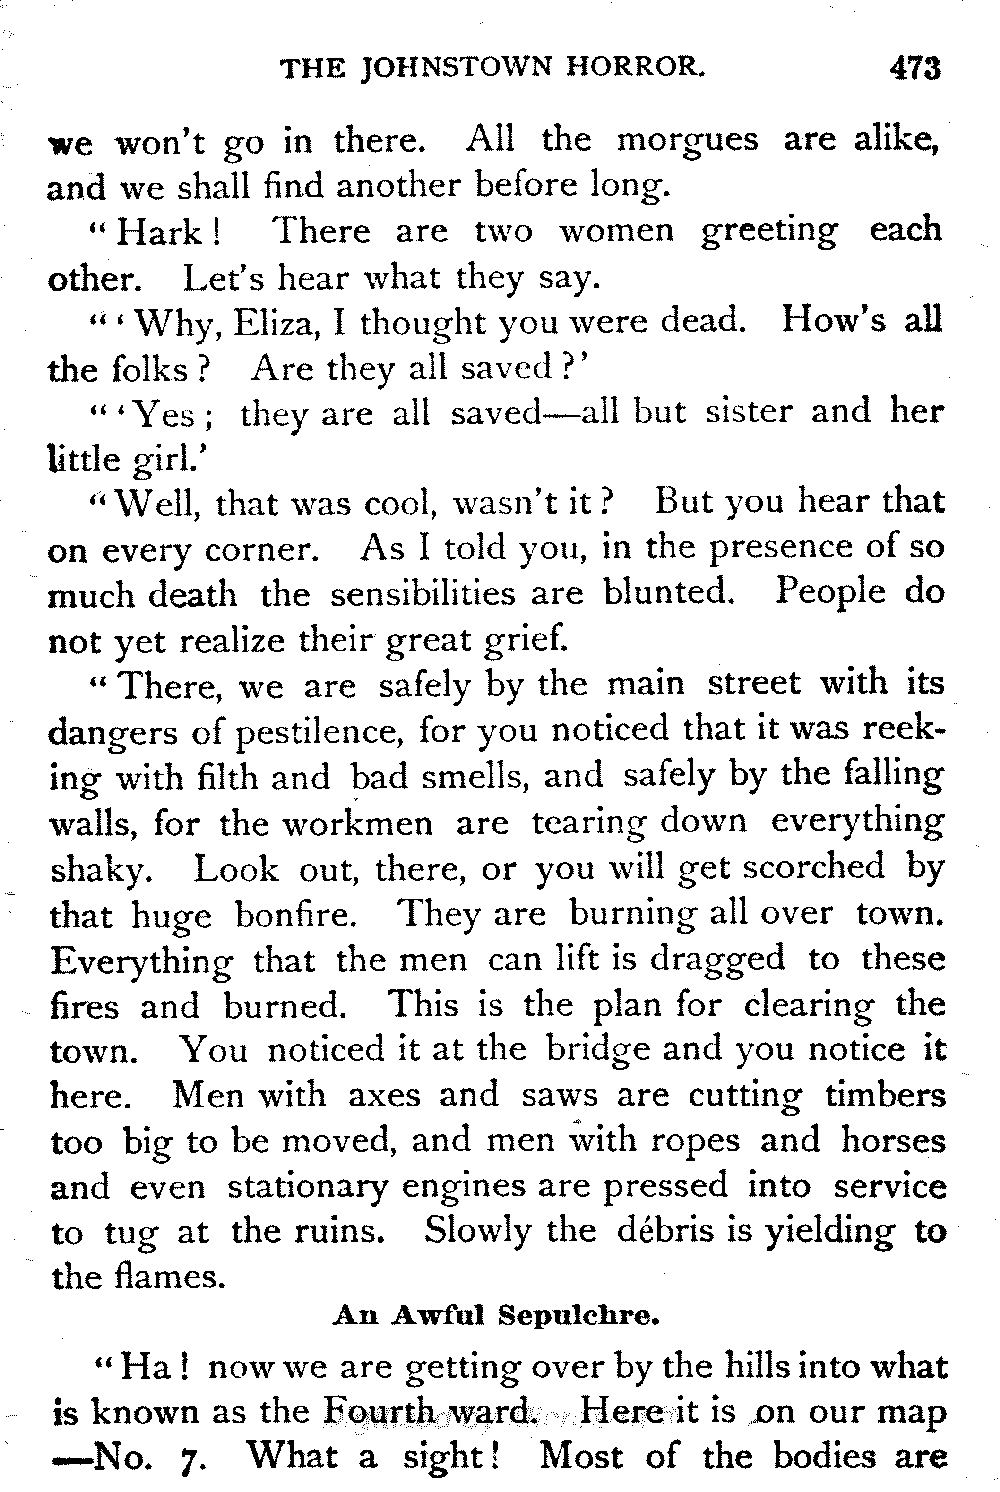 THE JOHNSTOWN HORROR. 473
we won't go in there. All the morgues are alike,
and we shall find another before long.
“ Hark ! There are two women greeting each
other. Let's hear what they say.
“ ‘ Why, Eliza, I thought you were dead. How's all
the folks ? Are they all saved ?’
“ ‘ Yes ; they are all saved—all but sister and her
little girl.’
“ Well, that was cool, wasn't it ? But you hear that
on every corner. As I told you, in the presence of so
much death the sensibilities are blunted. People do
not yet realize their great grief.
“ There, we are safely by the main street with its
dangers of pestilence, for you noticed that it was reek-
ing with filth and bad smells, and safely by the falling
walls, for the workmen are tearing down everything
shaky. Look out, there, or you will get scorched by
that huge bonfire. They are burning all over town.
Everything that the men can lift is dragged to these
fires and burned. This is the plan for clearing the
town. You noticed it at the bridge and you notice it
here. Men with axes and saws are cutting timbers
too big to be moved, and men with ropes and horses
and even stationary engines are pressed into service
to tug at the ruins. Slowly the débris is yielding to
the flames.
An Awful Sepulchre.
“ Ha ! now we are getting over by the hills into what
is known as the Fourth ward. Here it is on our map
—No. 7. What a sight ! Most of the bodies are